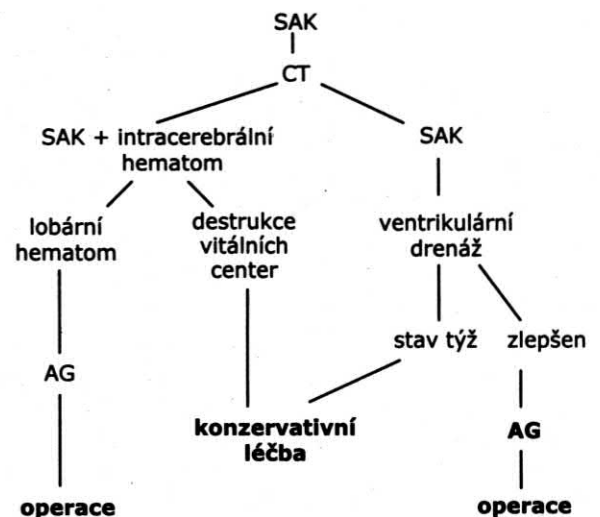 SAK
CT
SAK + intracerebrální
hematom
SAK
lobární
hematom
destrukce
vitálních
center
ventrikulární
drenáž
stav týž
zlepšen
AG
konzervativní
léčba
AG
operace
operace